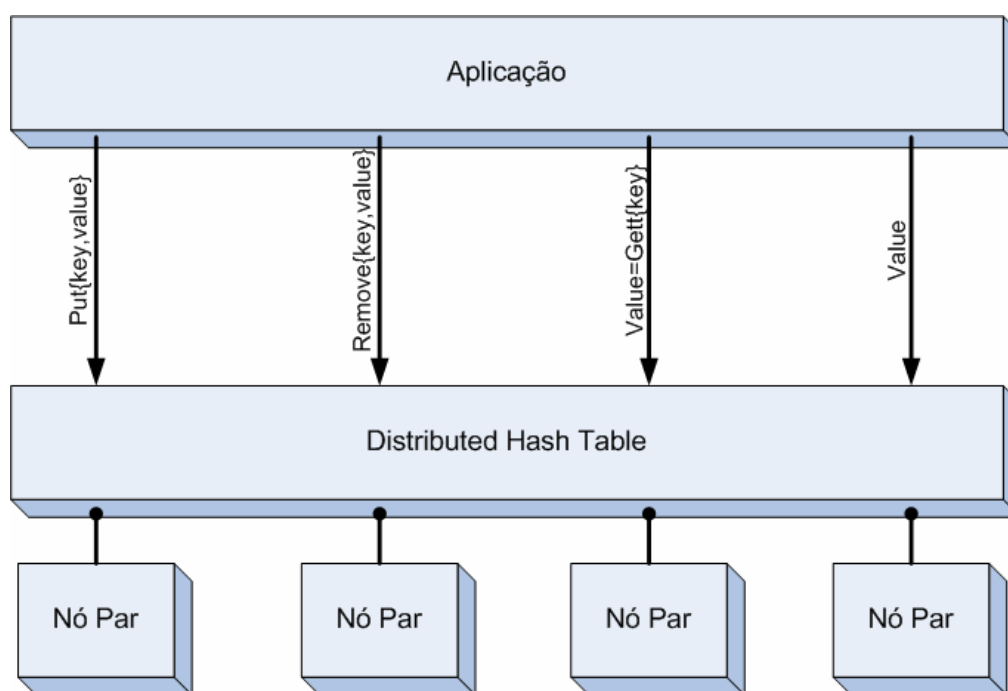 Aplicação
Put{key,value}
Remove{key,value}
Value=Gett{key}
Value
Distributed Hash Table
Nó Par
Nó Par
Nó Par
Nó Par